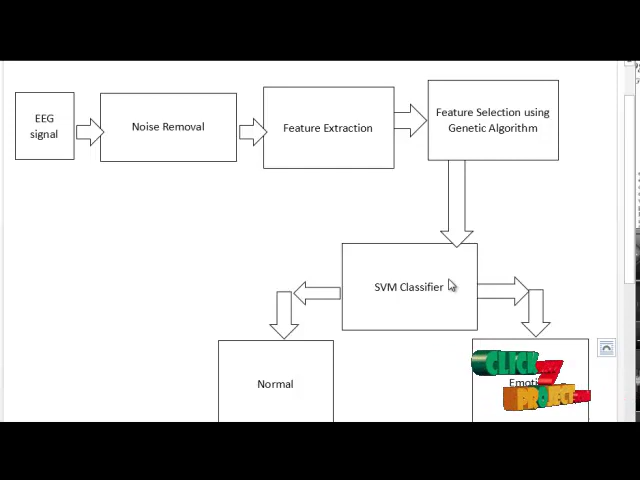 EEG
signal
Noise Removal
Feature Extraction
Feature Selection using
Genetic Algorithm
SVM Classifier
Normal
CLICK
PROJECT